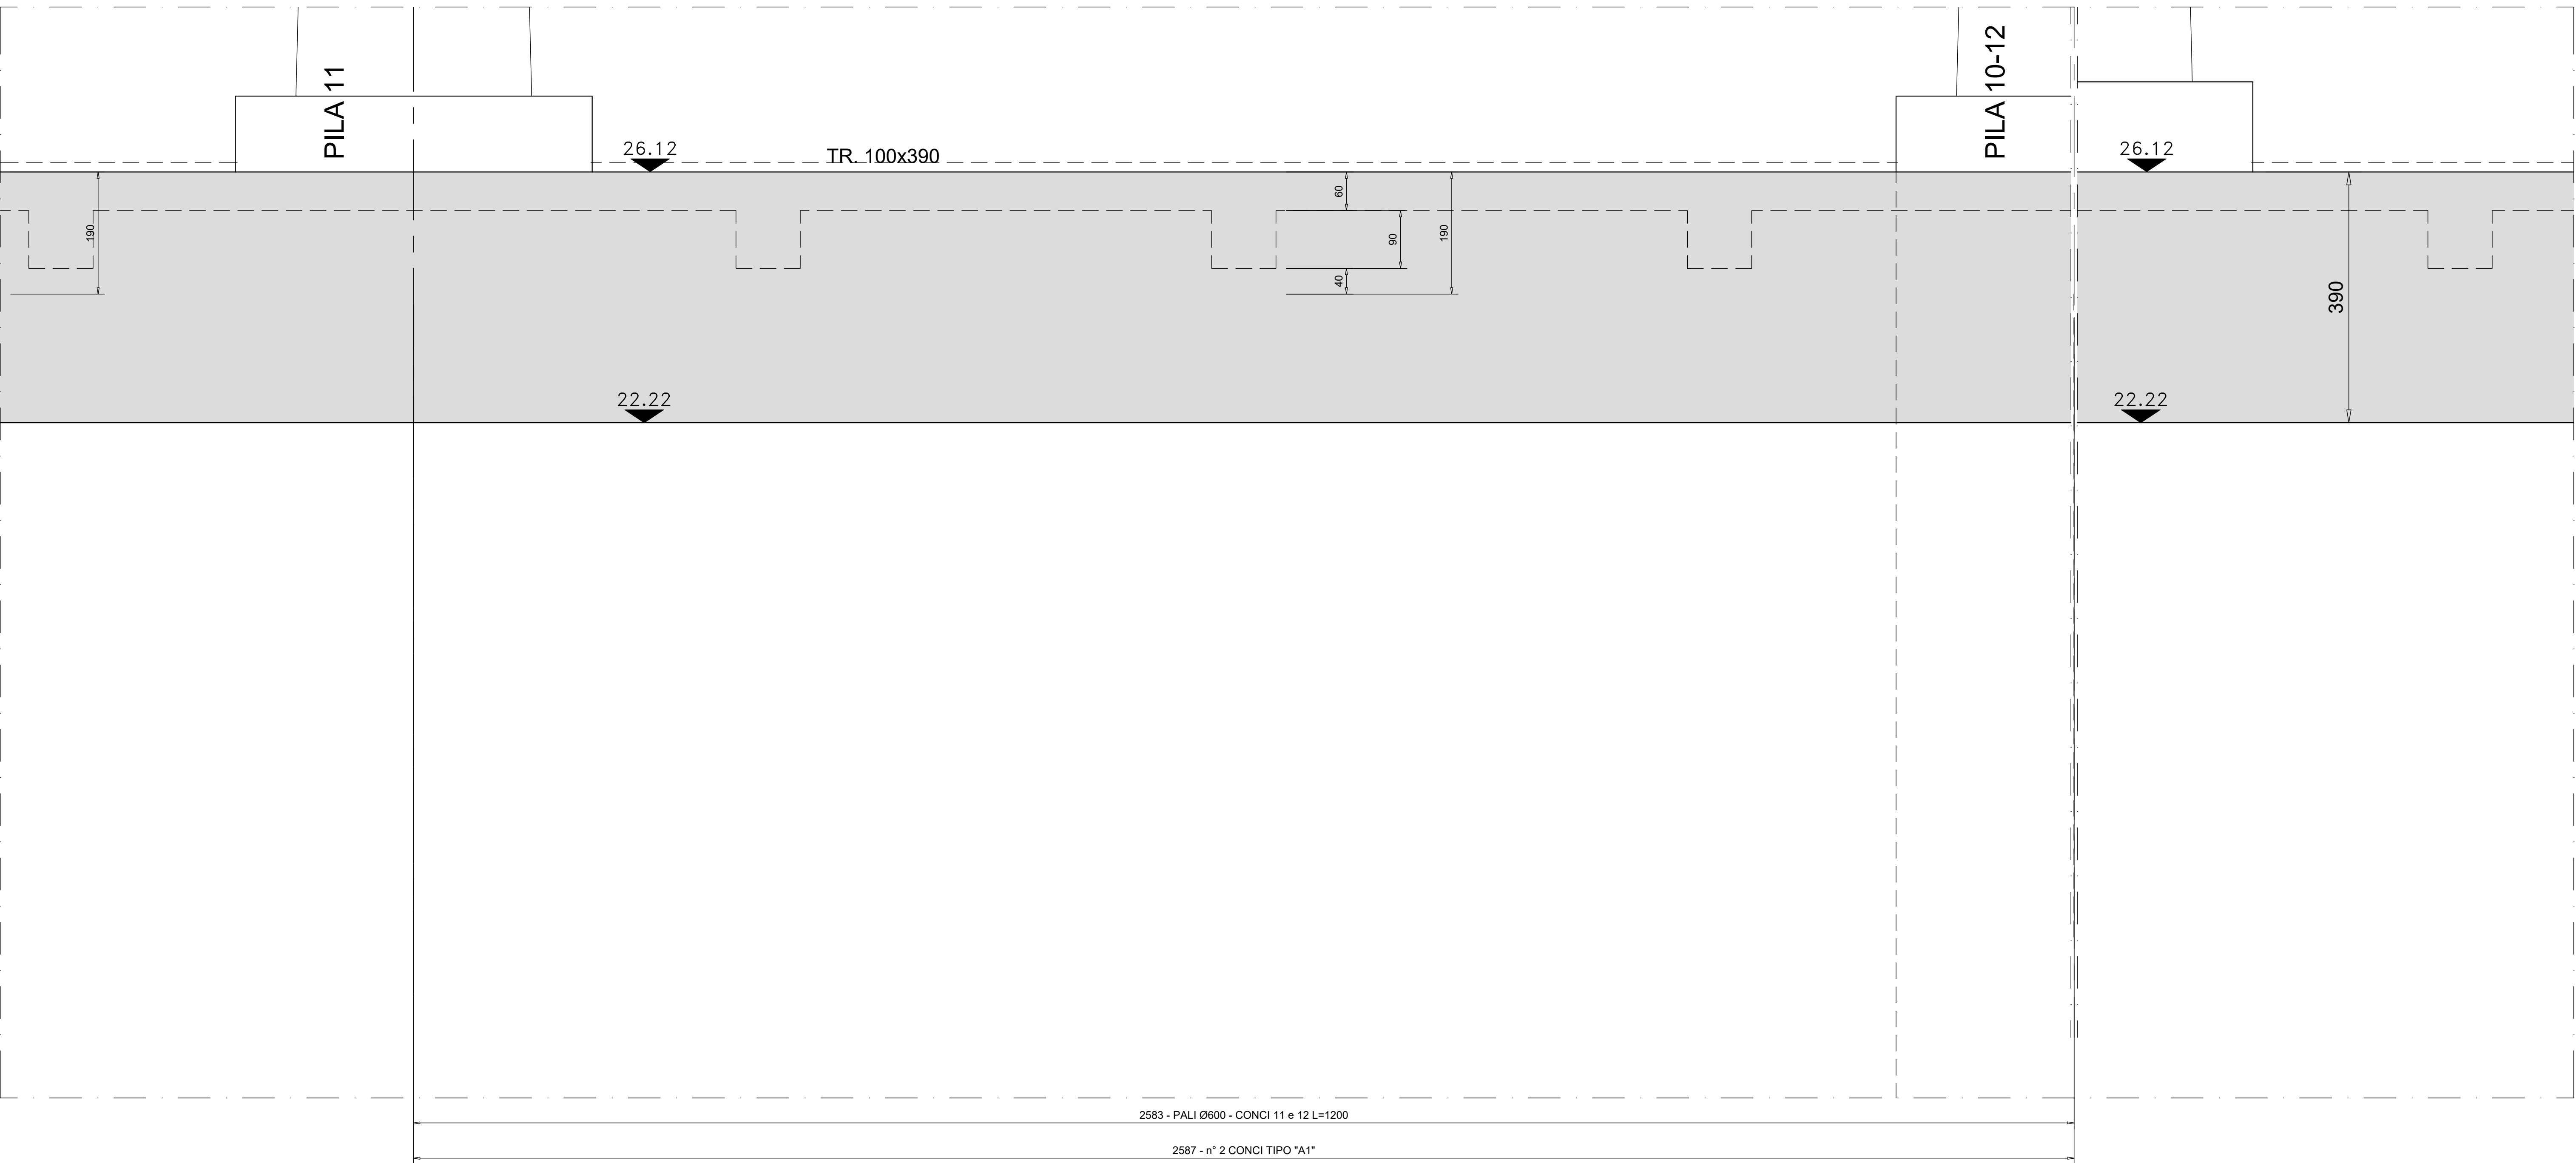 PILA 11
PILA 10-12
26.12
TR. 100x390
26.12
60
190
90
190
40
390
22.22
22.22
2583 - PALI Ø600 - CONCI 11 e 12 L=1200
2587 - n° 2 CONCI TIPO "A1"